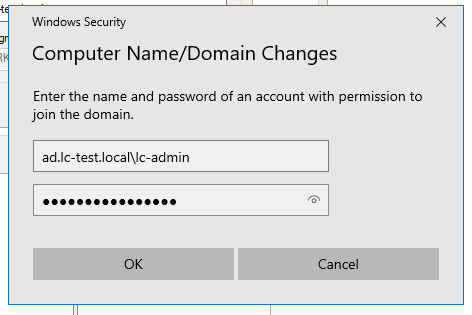 Windows Security
Computer Name/Domain Changes
Enter the name and password of an account with permission to
join the domain.
ad.lc-test.local\lc-admin
●●●●●●●●●●●●●●●●
OK
Cancel